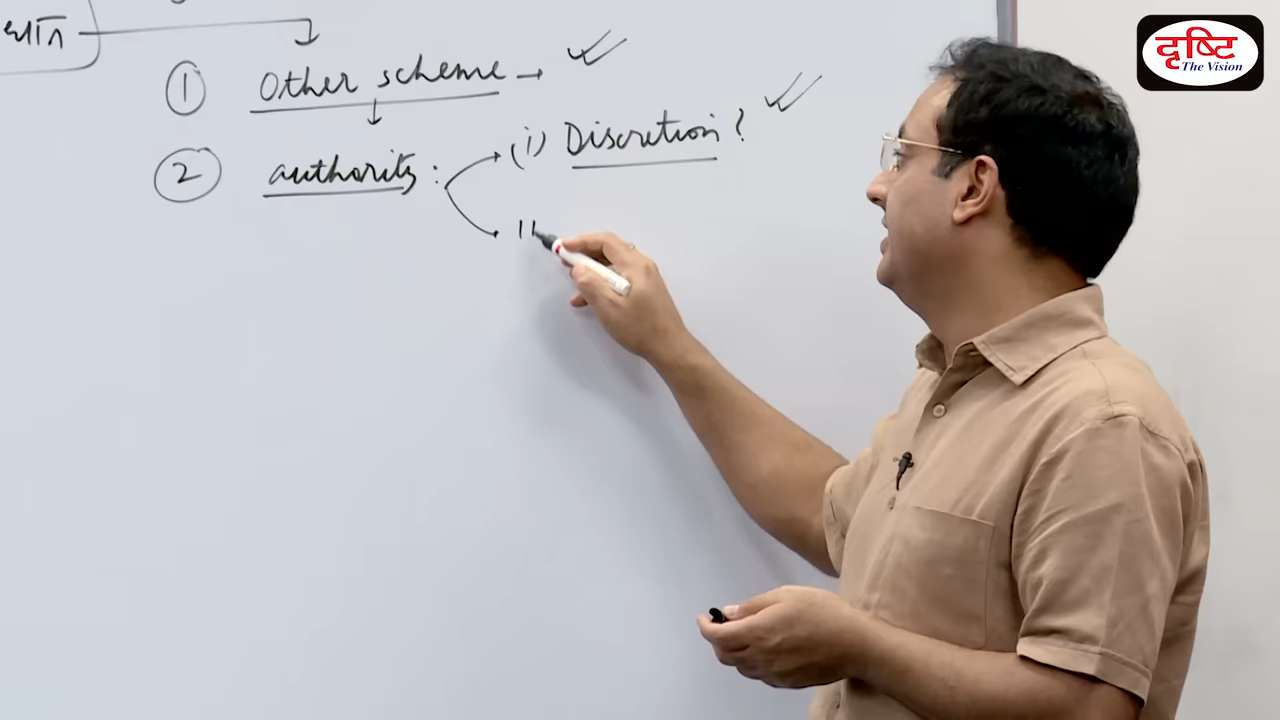 ① Other scheme →
② authority : (i) Discretion ?
ii
दृष्टि
The Vision